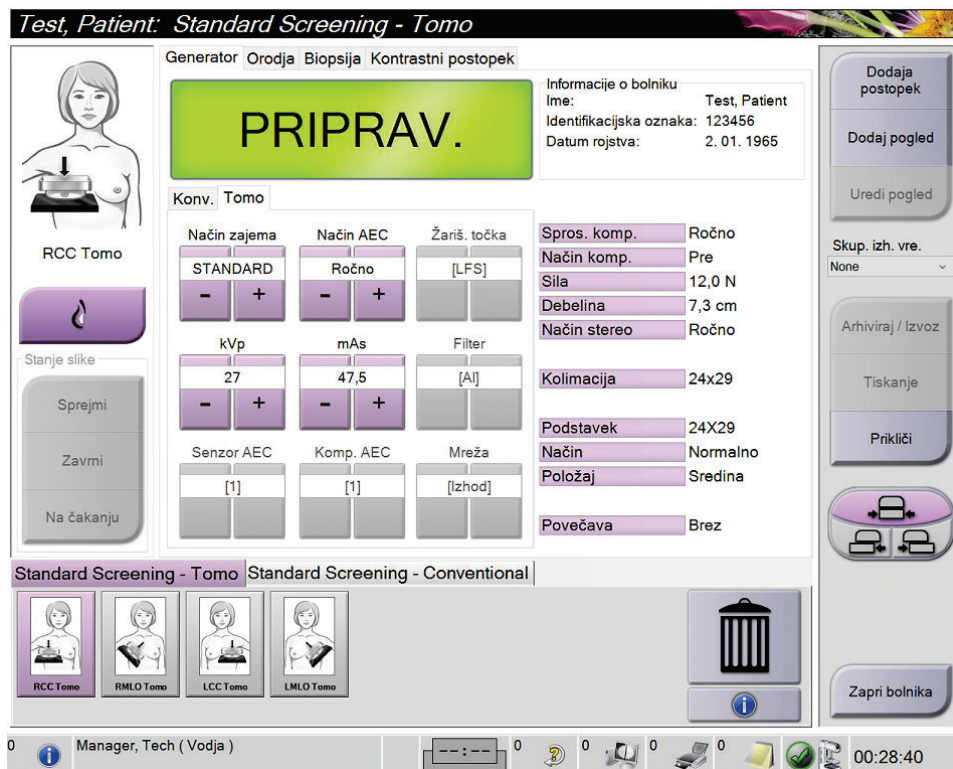 Test, Patient: Standard Screening - Tomo
RCC Tomo
Stanje slike
Sprejmi
Zavrni
Na čakanju
Generator Orodja Biopsija Kontrastni postopek
PRIPRAV.
Informacije o bolniku
Ime: Test, Patient
Identifikacijska oznaka: 123456
Datum rojstva: 2. 01. 1965
Konv. Tomo
Način zajema Način AEC Žariš. točka
STANDARD Ročno [LFS]
- + - +
kVp mAs Filter
27 47,5 [Al]
- + - +
Senzor AEC Komp. AEC Mreža
[1] [1] [Izhod]
Spros. komp. Ročno
Način komp. Pre
Sila 12,0 N
Debelina 7,3 cm
Način stereo Ročno
Kolimacija 24x29
Podstavek 24X29
Način Normalno
Položaj Sredina
Povečava Brez
Dodaja
postopek
Dodaj pogled
Uredi pogled
Skup. izh. vre.
None
Arhiviraj / Izvoz
Tiskanje
Prikliči
Zapri bolnika
Standard Screening - Tomo Standard Screening - Conventional
RCC Tomo RMLO Tomo LCC Tomo LMLO Tomo
0 Manager, Tech ( Vodja ) --:-- 0 0 0 0 00:28:40